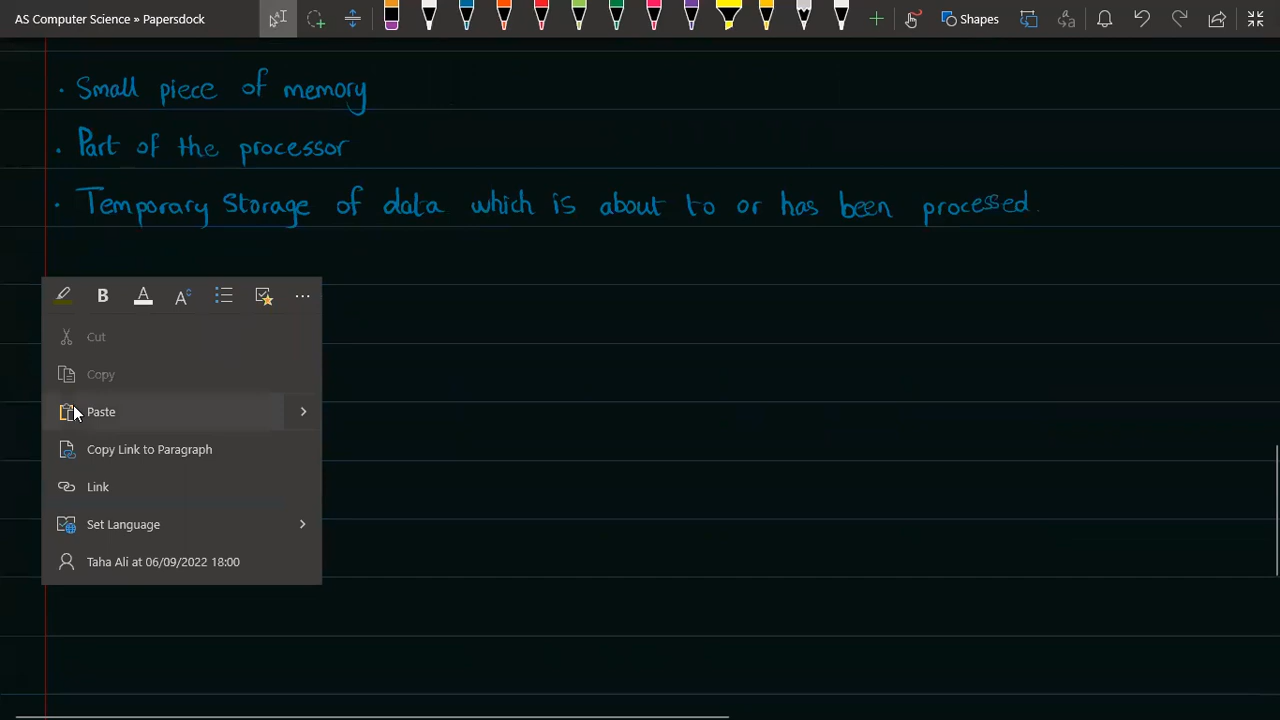 AS Computer Science » Papersdock
Shapes
· Small piece of memory
· Part of the processor
· Temporary Storage of data which is about to or has been processed.
B A A ...
Cut
Copy
Paste
Copy Link to Paragraph
Link
Set Language
Taha Ali at 06/09/2022 18:00